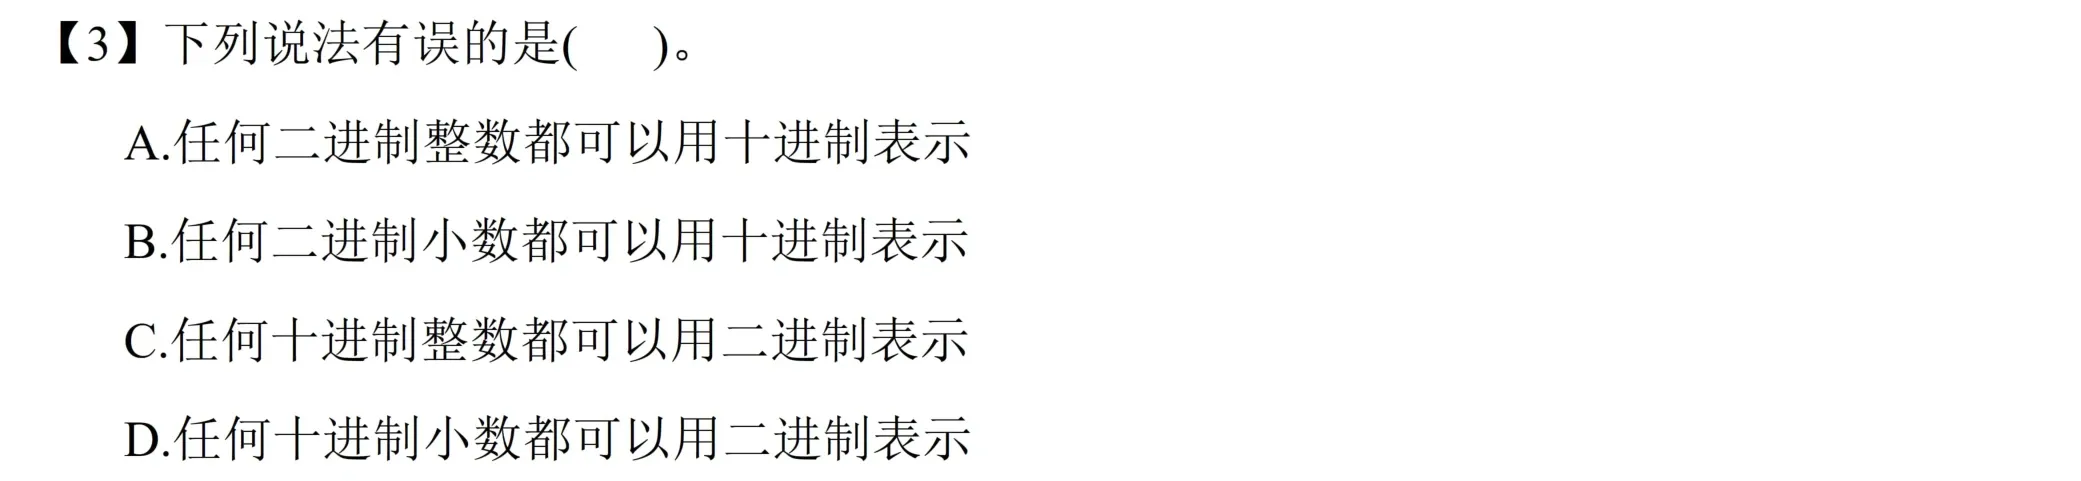 【3】下列说法有误的是(　)。
A.任何二进制整数都可以用十进制表示
B.任何二进制小数都可以用十进制表示
C.任何十进制整数都可以用二进制表示
D.任何十进制小数都可以用二进制表示